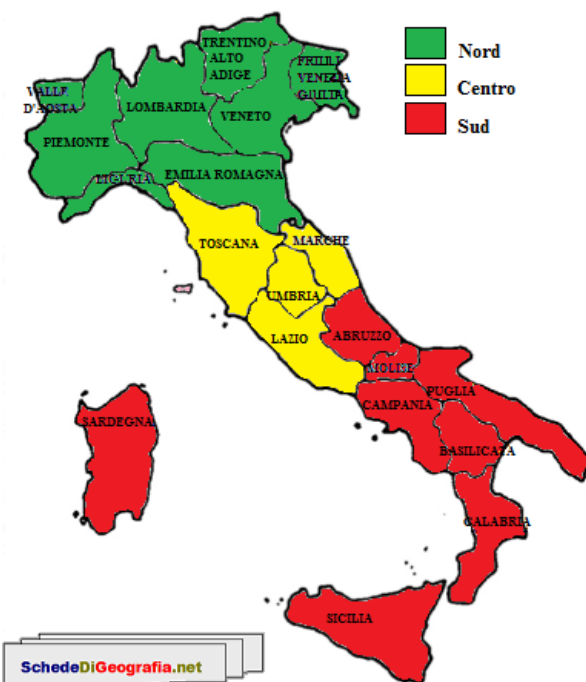 TRENTINO
ALTO
ADIGE
FRIULI
VENEZIA
GIULIA
VALLE
D'AOSTA
LOMBARDIA
VENETO
PIEMONTE
LIGURIA
EMILIA ROMAGNA
TOSCANA
MARCHE
UMBRIA
LAZIO
ABRUZZO
MOLISE
PUGLIA
CAMPANIA
BASILICATA
SARDEGNA
CALABRIA
SICILIA
Nord
Centro
Sud
SchedeDiGeografia.net